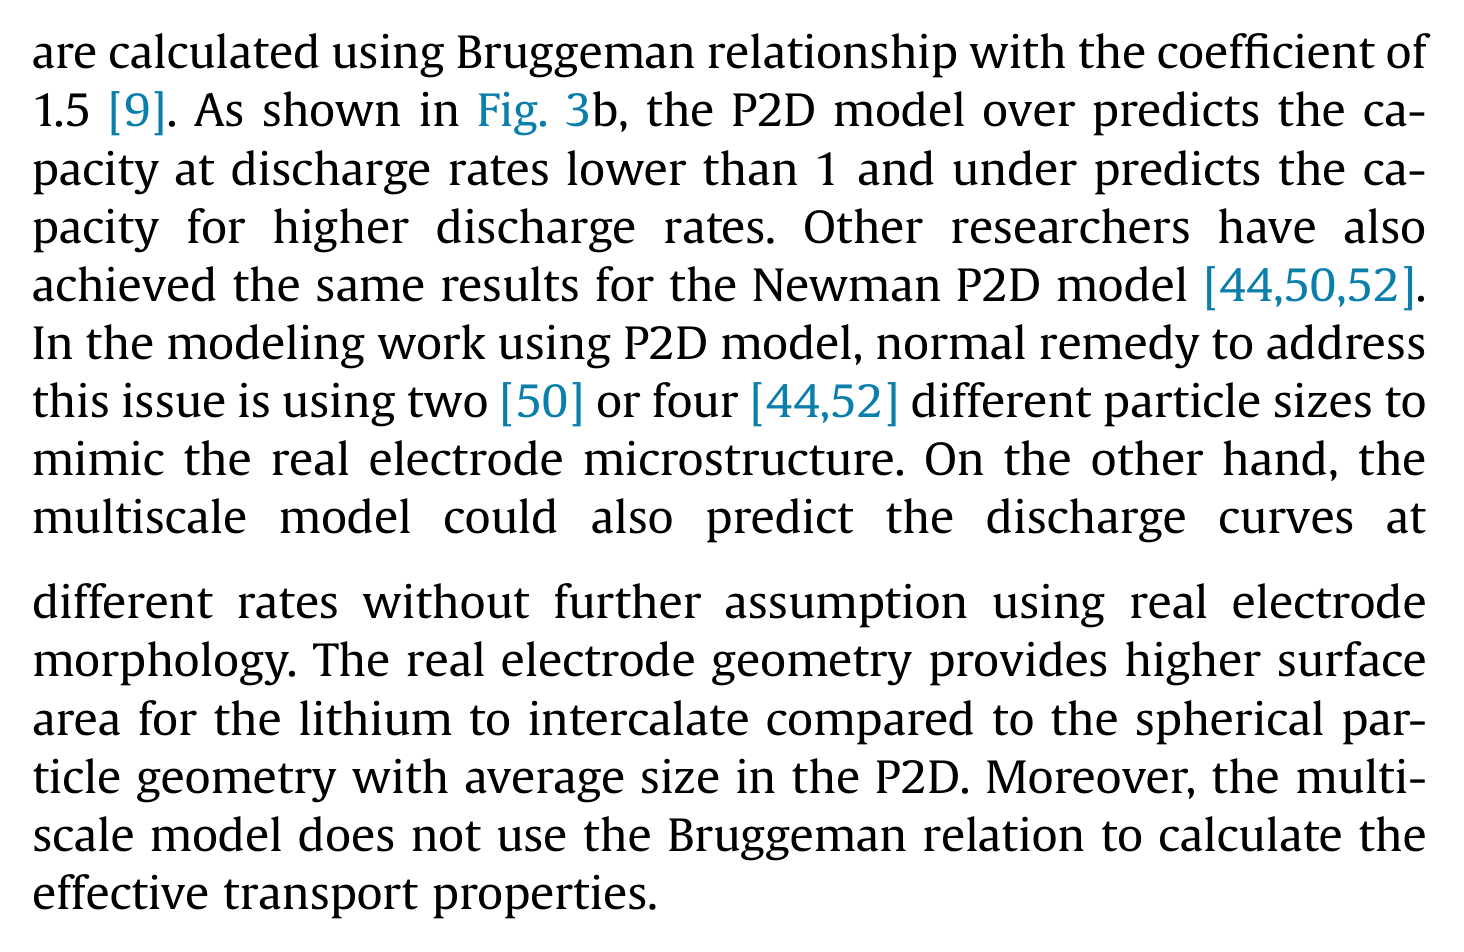 are calculated using Bruggeman relationship with the coefficient of
1.5 [9]. As shown in Fig. 3b, the P2D model over predicts the ca-
pacity at discharge rates lower than 1 and under predicts the ca-
pacity for higher discharge rates. Other researchers have also
achieved the same results for the Newman P2D model [44,50,52].
In the modeling work using P2D model, normal remedy to address
this issue is using two [50] or four [44,52] different particle sizes to
mimic the real electrode microstructure. On the other hand, the
multiscale model could also predict the discharge curves at
different rates without further assumption using real electrode
morphology. The real electrode geometry provides higher surface
area for the lithium to intercalate compared to the spherical par-
ticle geometry with average size in the P2D. Moreover, the multi-
scale model does not use the Bruggeman relation to calculate the
effective transport properties.